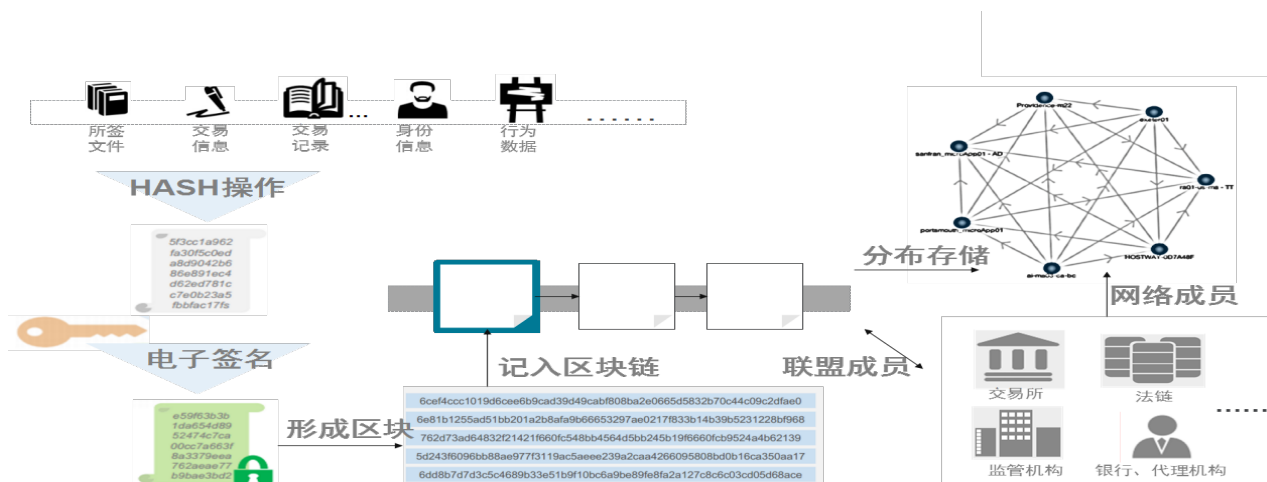 所签
文件
交易
信息
交易
记录
...
身份
信息
行为
数据
......
HASH操作
5f3cc1a962
fa30f5c0ed
a8d9042b6
86e891ec4
d62ed781c
c7e0b23a5
fbbfac17fs
电子签名
e59f63b3b
1da654d89
52474c7ca
00cc7a663f
8a3379eea
762aeae77
b9bae3bd2
形成区块
记入区块链
6cef4ccc1019d6cee6b9cad39d49cabf808ba2e0665d5832b70c44c09c2dfae0
6e81b1255ad51bb201a2b8afa9b66653297ae0217f833b14b39b5231228bf968
762d73ad64832f21421f660fc548bb4564d5bb245b19f6660fcb9524a4b62139
5d243f6096bb88ae977f3119ac5aeee239a2caa4266095808bd0b16ca350aa17
6dd8b7d7d3c5c4689b33e51b9f10bc6a9be89fe8fa2a127c8c6c03cd05d68ace
分布存储
Providence-m22
exeter01
sanfran_microApp01 - AD
portsmouth_microApp01
HOSTWAY-0D7A48F
网络成员
联盟成员
交易所
法链
......
监管机构
银行、代理机构